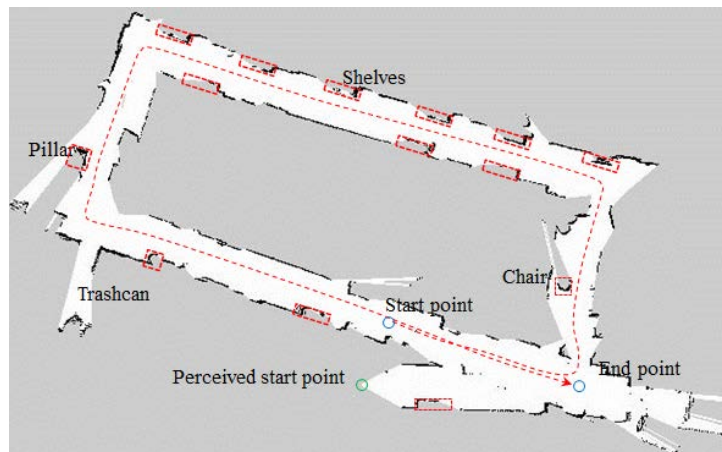 Shelves
Pillar
Chair
Trashcan
Start point
Perceived start point
End point